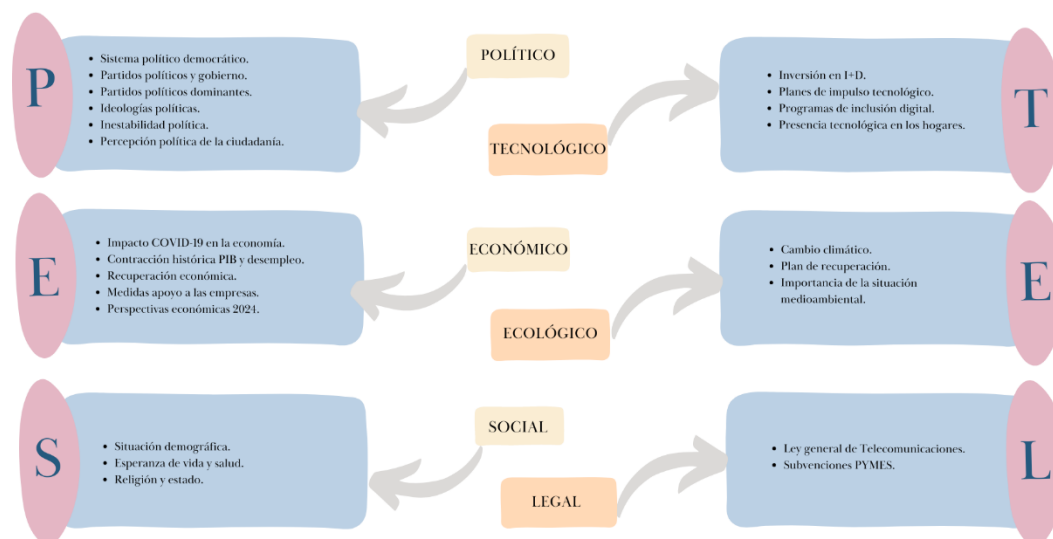 P
• Sistema político democrático.
• Partidos políticos y gobierno.
• Partidos políticos dominantes.
• Ideologías políticas.
• Inestabilidad política.
• Percepción política de la ciudadanía.
POLÍTICO
TECNOLÓGICO
• Inversión en I+D.
• Planes de impulso tecnológico.
• Programas de inclusión digital.
• Presencia tecnológica en los hogares.
T
E
• Impacto COVID-19 en la economía.
• Contracción histórica PIB y desempleo.
• Recuperación económica.
• Medidas apoyo a las empresas.
• Perspectivas económicas 2024.
ECONÓMICO
ECOLÓGICO
• Cambio climático.
• Plan de recuperación.
• Importancia de la situación
medioambiental.
E
S
• Situación demográfica.
• Esperanza de vida y salud.
• Religión y estado.
SOCIAL
LEGAL
• Ley general de Telecomunicaciones.
• Subvenciones PYMES.
L